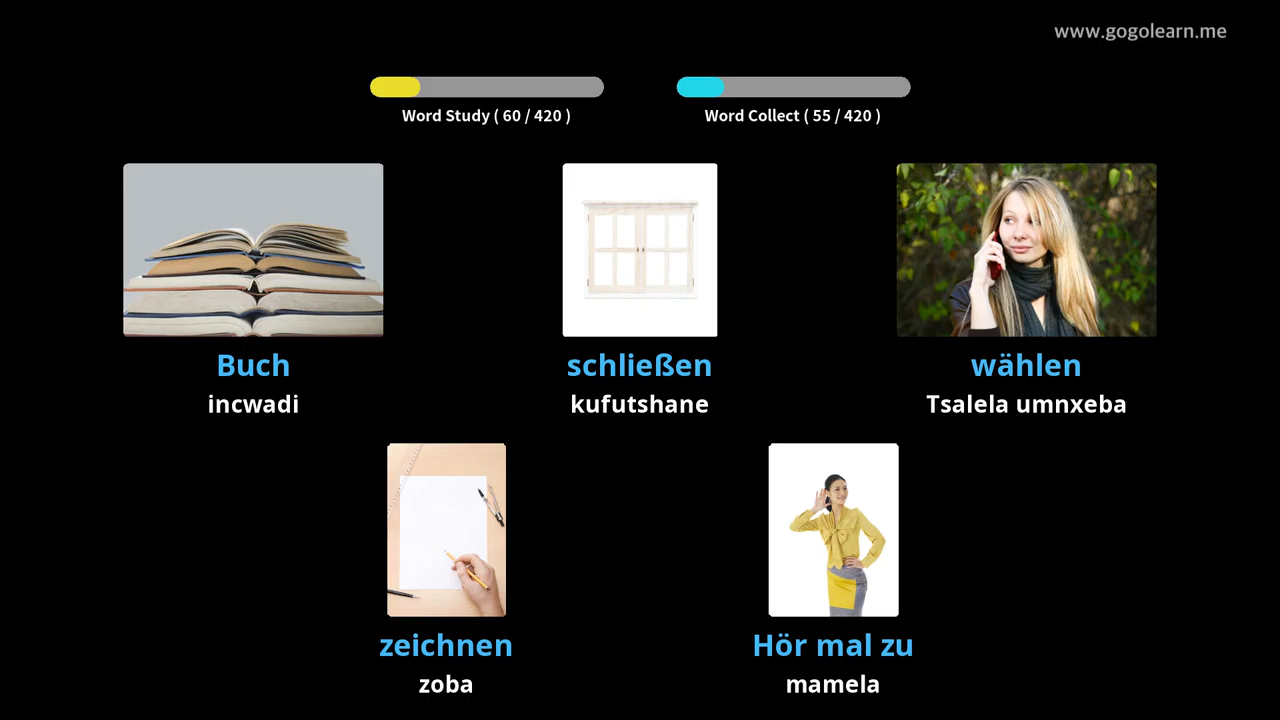 www.gogolearn.me
Word Study ( 60 / 420 )
Word Collect ( 55 / 420 )
Buch
incwadi
schließen
kufutshane
wählen
Tsalela umnxeba
zeichnen
zoba
Hör mal zu
mamela